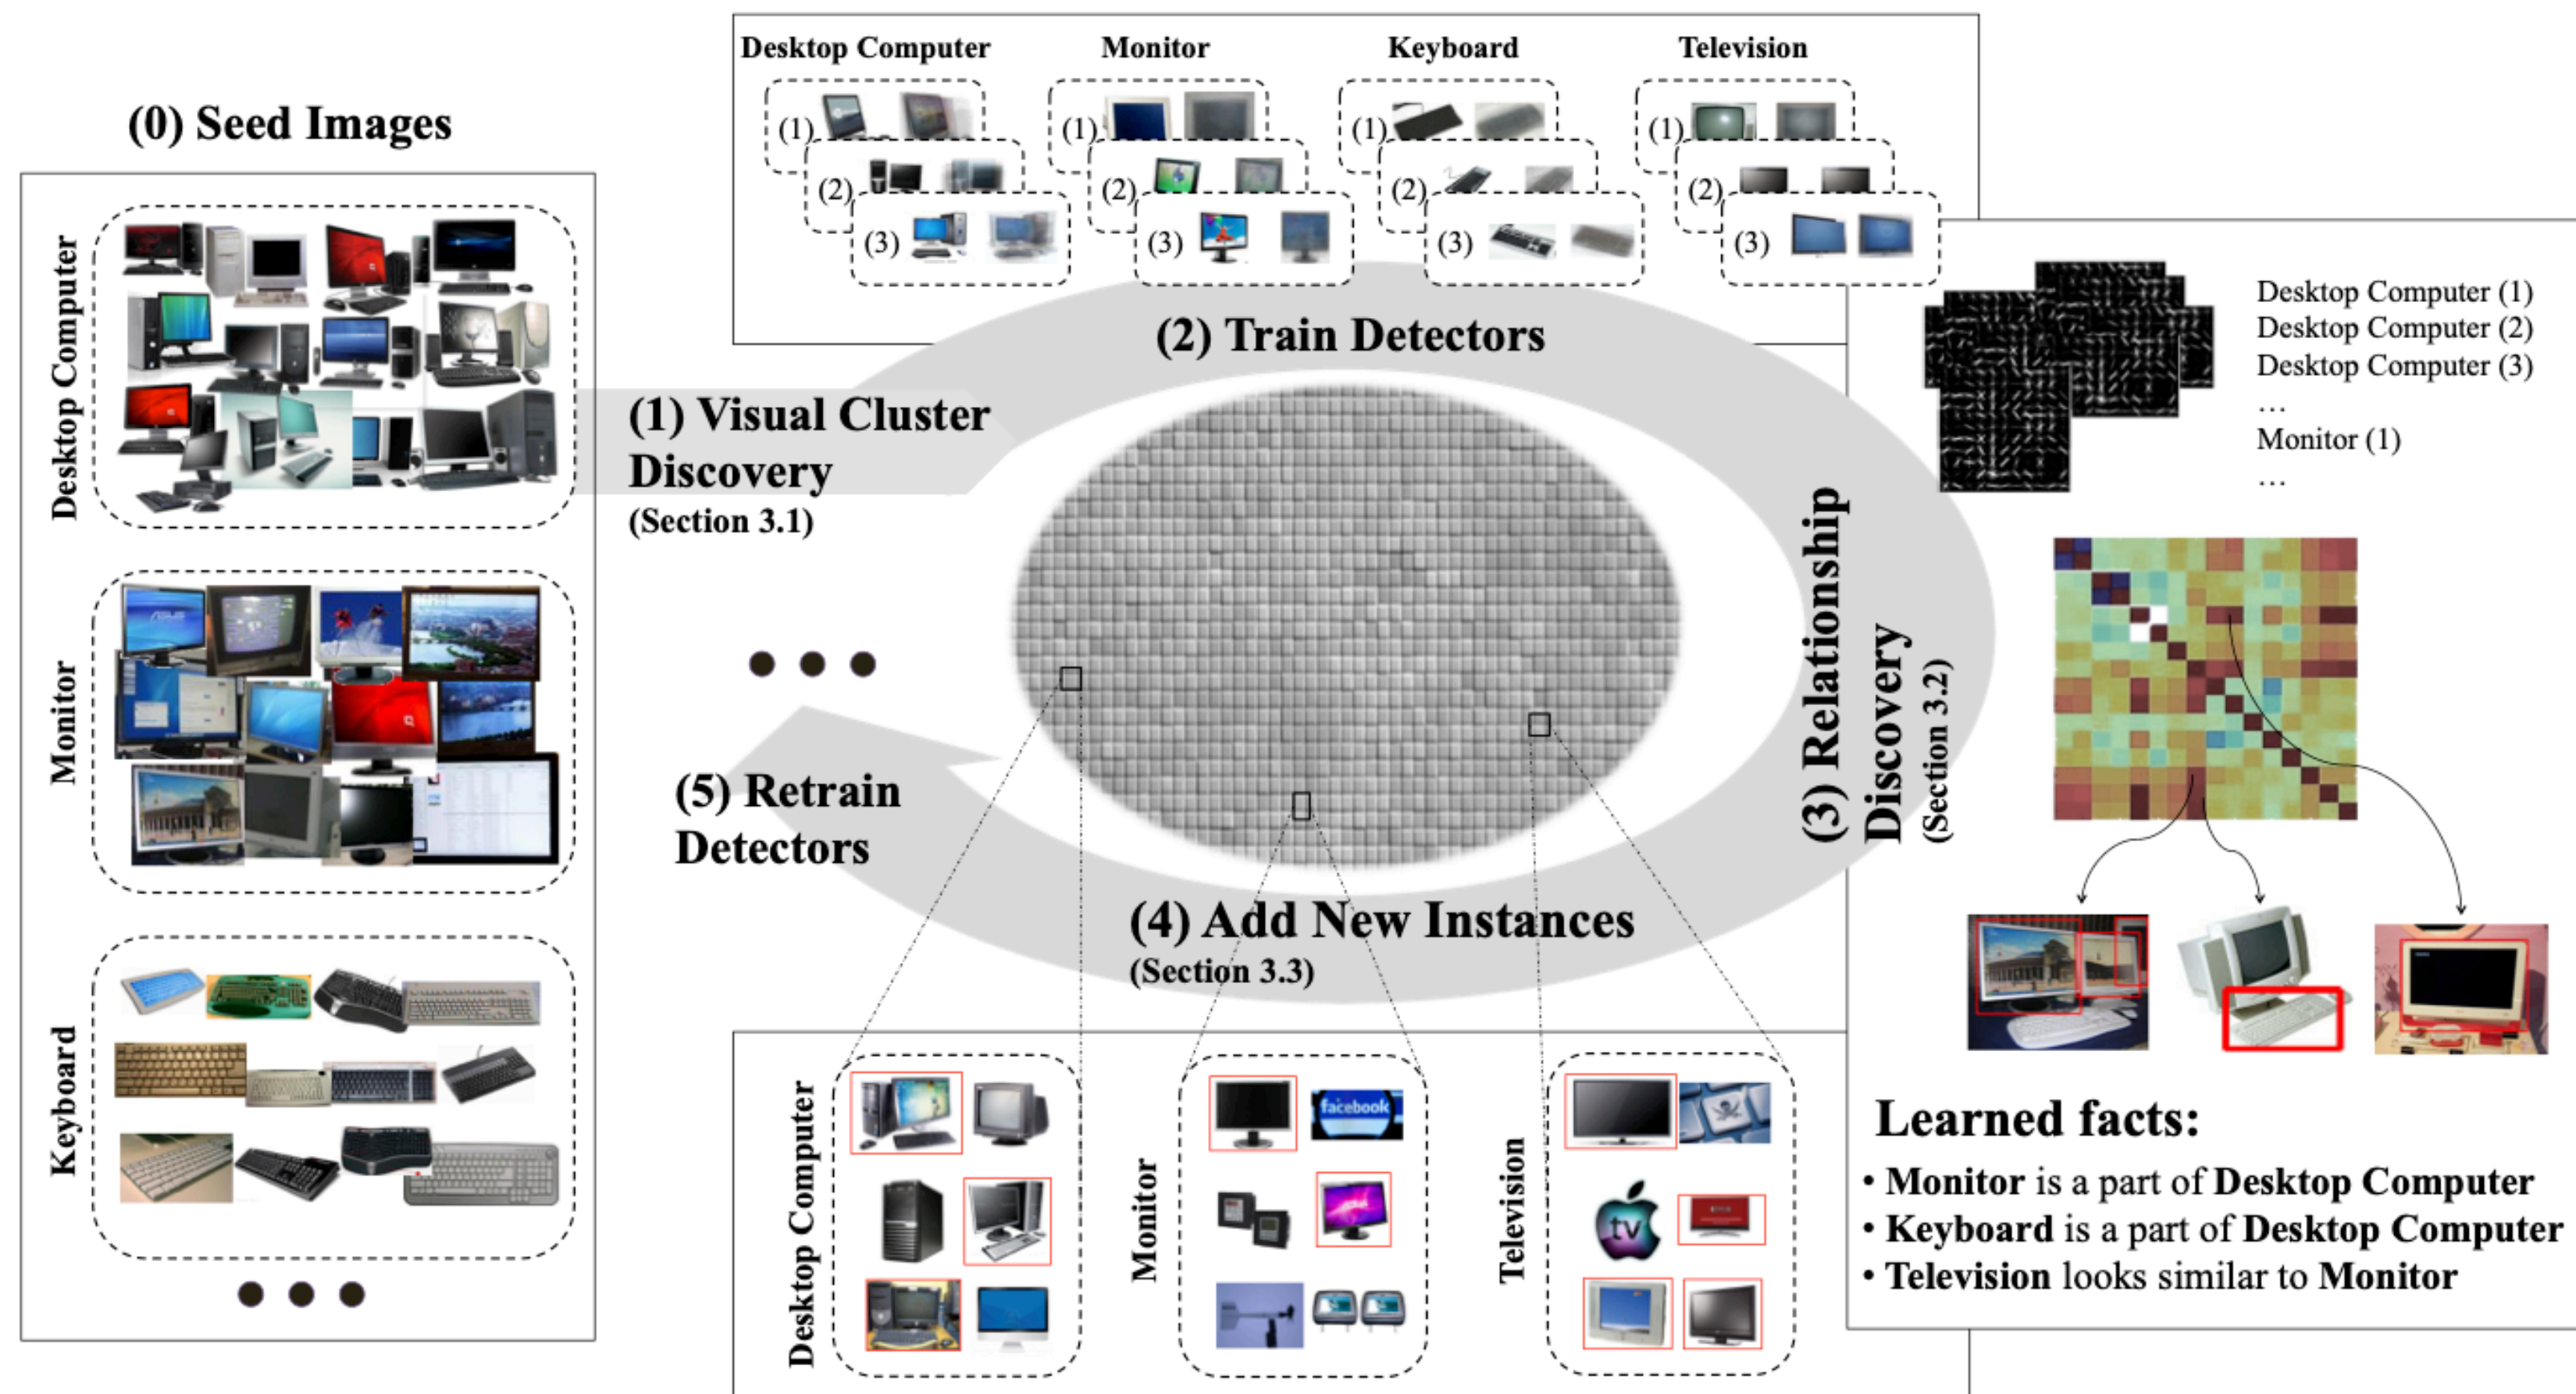 (0) Seed Images
Desktop Computer
Monitor
Keyboard
Desktop Computer
(1)
(2)
(3)
Monitor
(1)
(2)
(3)
Keyboard
(1)
(2)
(3)
Television
(1)
(2)
(3)
(1) Visual Cluster
Discovery
(Section 3.1)
(2) Train Detectors
(3) Relationship
Discovery
(Section 3.2)
(4) Add New Instances
(Section 3.3)
(5) Retrain
Detectors
Desktop Computer
Monitor
facebook
Television
tv
Desktop Computer (1)
Desktop Computer (2)
Desktop Computer (3)
...
Monitor (1)
...
Learned facts:
• Monitor is a part of Desktop Computer
• Keyboard is a part of Desktop Computer
• Television looks similar to Monitor